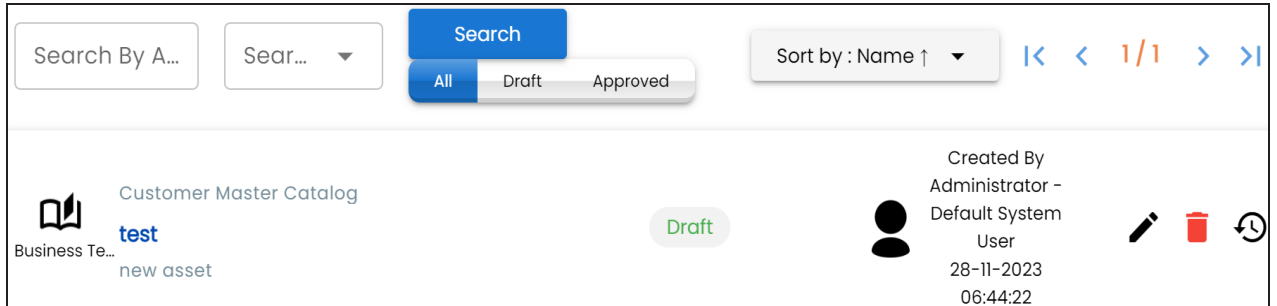 Search By A...
Sear...
Search
All Draft Approved
Sort by : Name ↑
1/1
Customer Master Catalog
test
new asset
Business Te...
Draft
Created By
Administrator -
Default System
User
28-11-2023
06:44:22